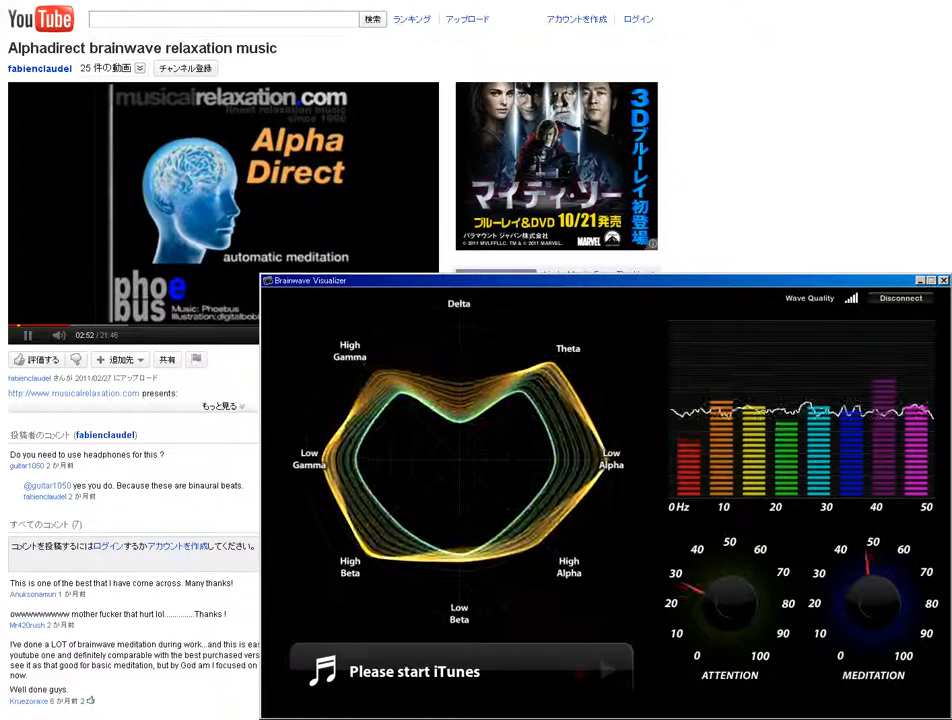 YouTube
検索 ランキング アップロード アカウントを作成 ログイン
Alphadirect brainwave relaxation music
fabienclaudel 25 件の動画 チャンネル登録
musicalrelaxation.com
finest relaxation music
since 1996
Alpha
Direct
automatic meditation
phoebus
Music: Phoebus
Illustration:digitalbobi
02:52 / 21:46
3Dブルーレイ初登場
マイティ・ソー
ブルーレイ&DVD 10/21発売
パラマウント ジャパン株式会社
MARVEL
評価する 追加先 共有
fabienclaudel さんが 2011/02/27 にアップロード
http://www.musicalrelaxation.com presents:
もっと見る
投稿者のコメント (fabienclaudel)
Do you need to use headphones for this ?
guitar1050 2 か月前
@guitar1050 yes you do. Because these are binaural beats.
fabienclaudel 2 か月前
すべてのコメント (7)
コメントを投稿するにはログインするかアカウントを作成してください。
This is one of the best that I have come across. Many thanks!
Anuksonamun 1 か月前
owwwwwwwww mother fucker that hurt lol..............Thanks !
Mr420rush 2 か月前
I've done a LOT of brainwave meditation during work...and this is eas
youtube one and definitely comparable with the best purchased vers
see it as that good for basic meditation, but by God am I focused on
now.
Well done guys.
Kruezoraxe 6 か月前 2
Brainwave Visualizer
Wave Quality Disconnect
Delta
Theta
Low
Alpha
High
Alpha
Low
Beta
High
Beta
Low
Gamma
High
Gamma
0 Hz 10 20 30 40 50
0 10 20 30 40 50 60 70 80 90 100
ATTENTION
0 10 20 30 40 50 60 70 80 90 100
MEDITATION
Please start iTunes